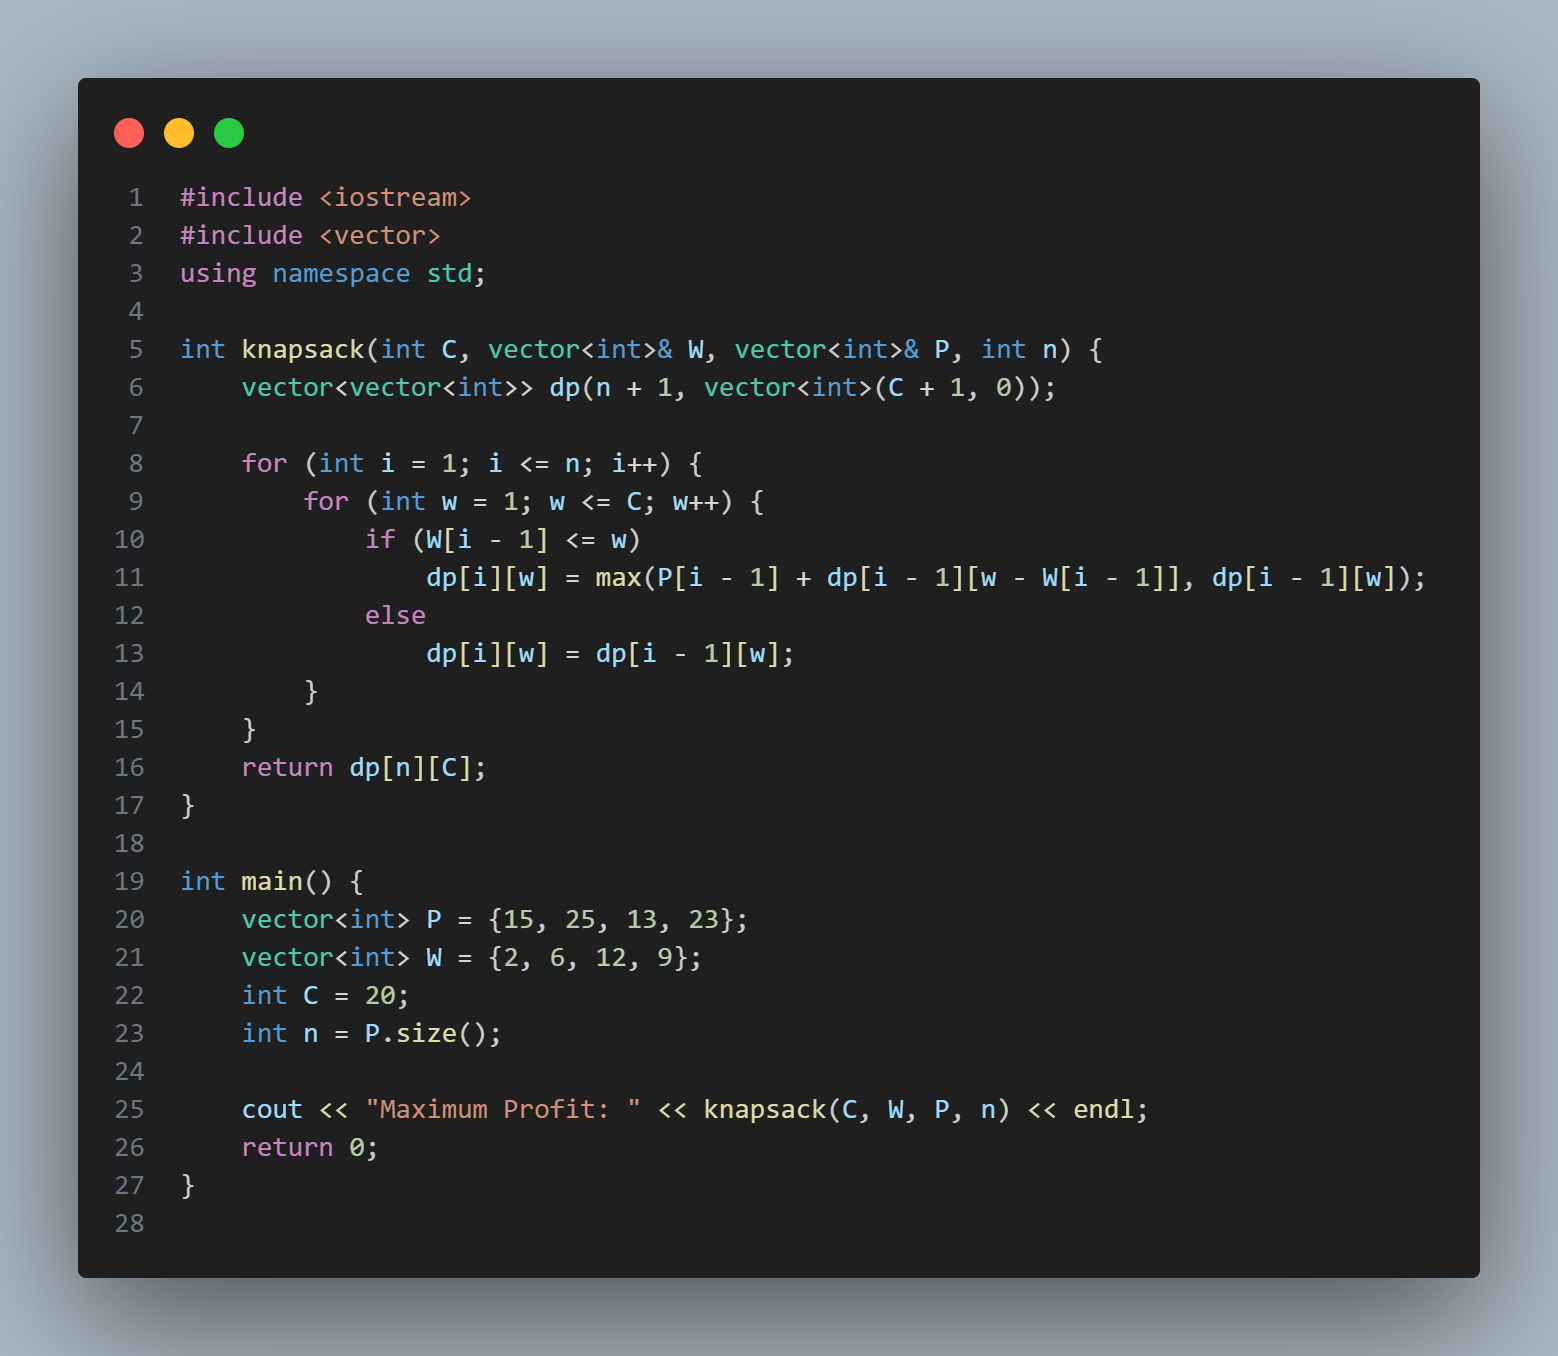 1 #include <iostream>
2 #include <vector>
3 using namespace std;
4
5 int knapsack(int C, vector<int>& W, vector<int>& P, int n) {
6     vector<vector<int>> dp(n + 1, vector<int>(C + 1, 0));
7
8     for (int i = 1; i <= n; i++) {
9         for (int w = 1; w <= C; w++) {
10             if (W[i - 1] <= w)
11                 dp[i][w] = max(P[i - 1] + dp[i - 1][w - W[i - 1]], dp[i - 1][w]);
12             else
13                 dp[i][w] = dp[i - 1][w];
14         }
15     }
16     return dp[n][C];
17 }
18
19 int main() {
20     vector<int> P = {15, 25, 13, 23};
21     vector<int> W = {2, 6, 12, 9};
22     int C = 20;
23     int n = P.size();
24
25     cout << "Maximum Profit: " << knapsack(C, W, P, n) << endl;
26     return 0;
27 }
28